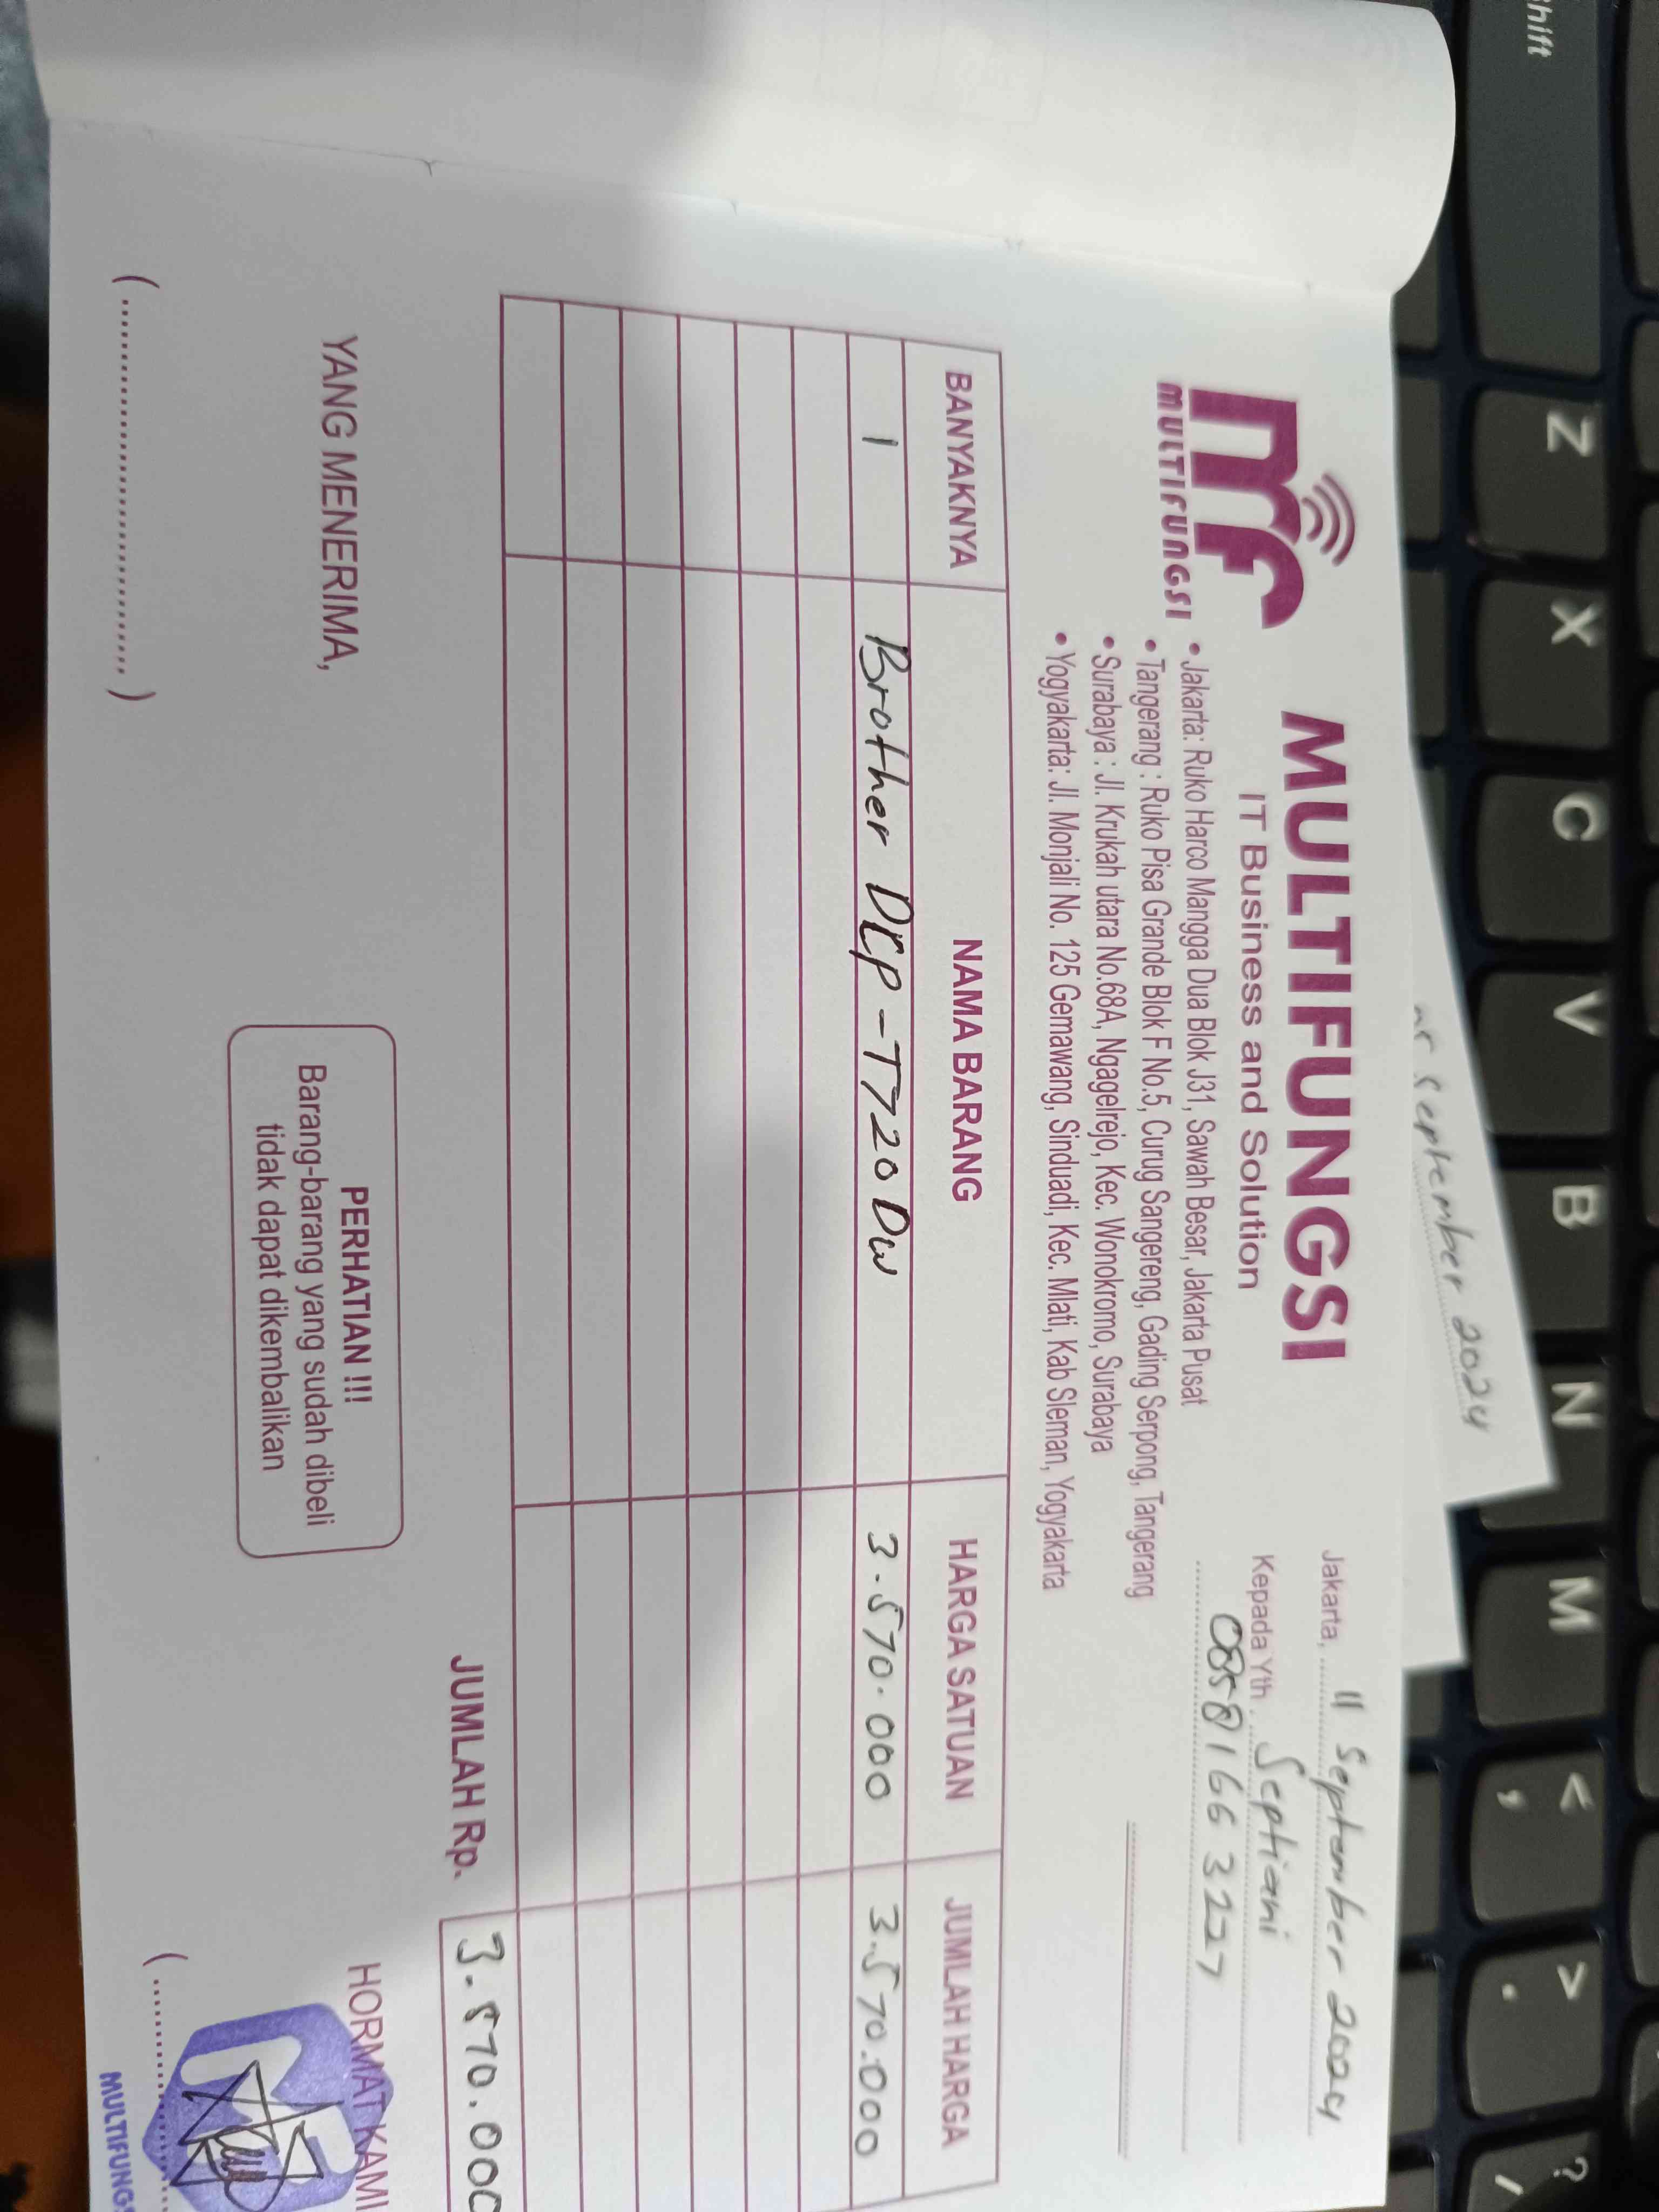 MULTIFUNGSI
MULTIFUNGSI
IT Business and Solution
• Jakarta: Ruko Harco Mangga Dua Blok J31, Sawah Besar, Jakarta Pusat
• Tangerang : Ruko Pisa Grande Blok F No.5, Curug Sangereng, Gading Serpong, Tangerang
• Surabaya : Jl. Krukah utara No.68A, Ngagelrejo, Kec. Wonokromo, Surabaya
• Yogyakarta: Jl. Monjali No. 125 Gemawang, Sinduadi, Kec. Mlati, Kab Sleman, Yogyakarta
Jakarta, 11 September 2024
Kepada Yth. Septiani
0858 166 3227
BANYAKNYA NAMA BARANG HARGA SATUAN JUMLAH HARGA
1 Brother DCP-T720DW 3.570.000 3.570.000
JUMLAH Rp. 3.570.000
YANG MENERIMA,
PERHATIAN !!!
Barang-barang yang sudah dibeli
tidak dapat dikembalikan
HORMAT KAMI
MULTIFUNGS
September 2024
Shift
Z X C V B N M < , > . ? /